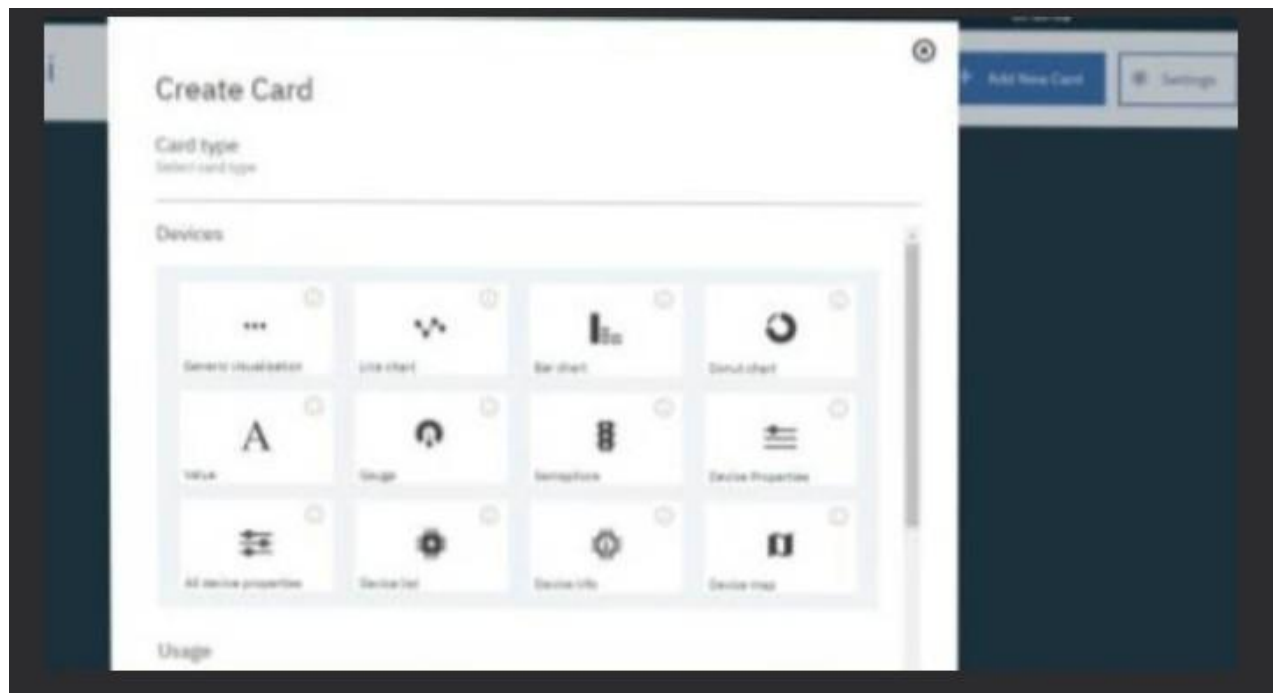 Add New Card
Settings
Create Card
Card type
Select card type
Devices
Generic visualisation
Line chart
Bar chart
Donut chart
A
Value
Gauge
Semaphore
Device Properties
All device properties
Device list
Device info
Device map
Usage